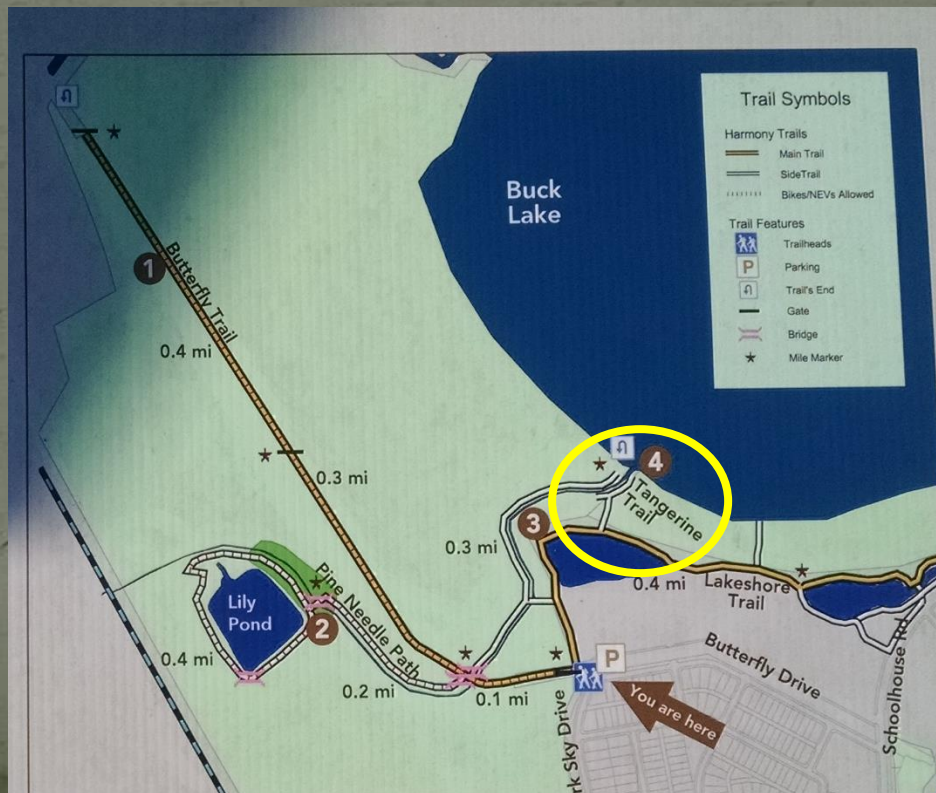 Trail Symbols
Harmony Trails
Main Trail
SideTrail
Bikes/NEVs Allowed
Trail Features
Trailheads
P
Parking
Trail's End
Gate
Bridge
Mile Marker
Buck
Lake
1
Butterfly Trail
0.4 mi
0.3 mi
4
Tangerine
Trail
3
0.3 mi
0.4 mi
Lakeshore
Trail
Pine Needle Path
Lily
Pond
2
0.4 mi
0.2 mi
0.1 mi
P
You are here
Butterfly Drive
Schoolhouse Rd
rk Sky Drive